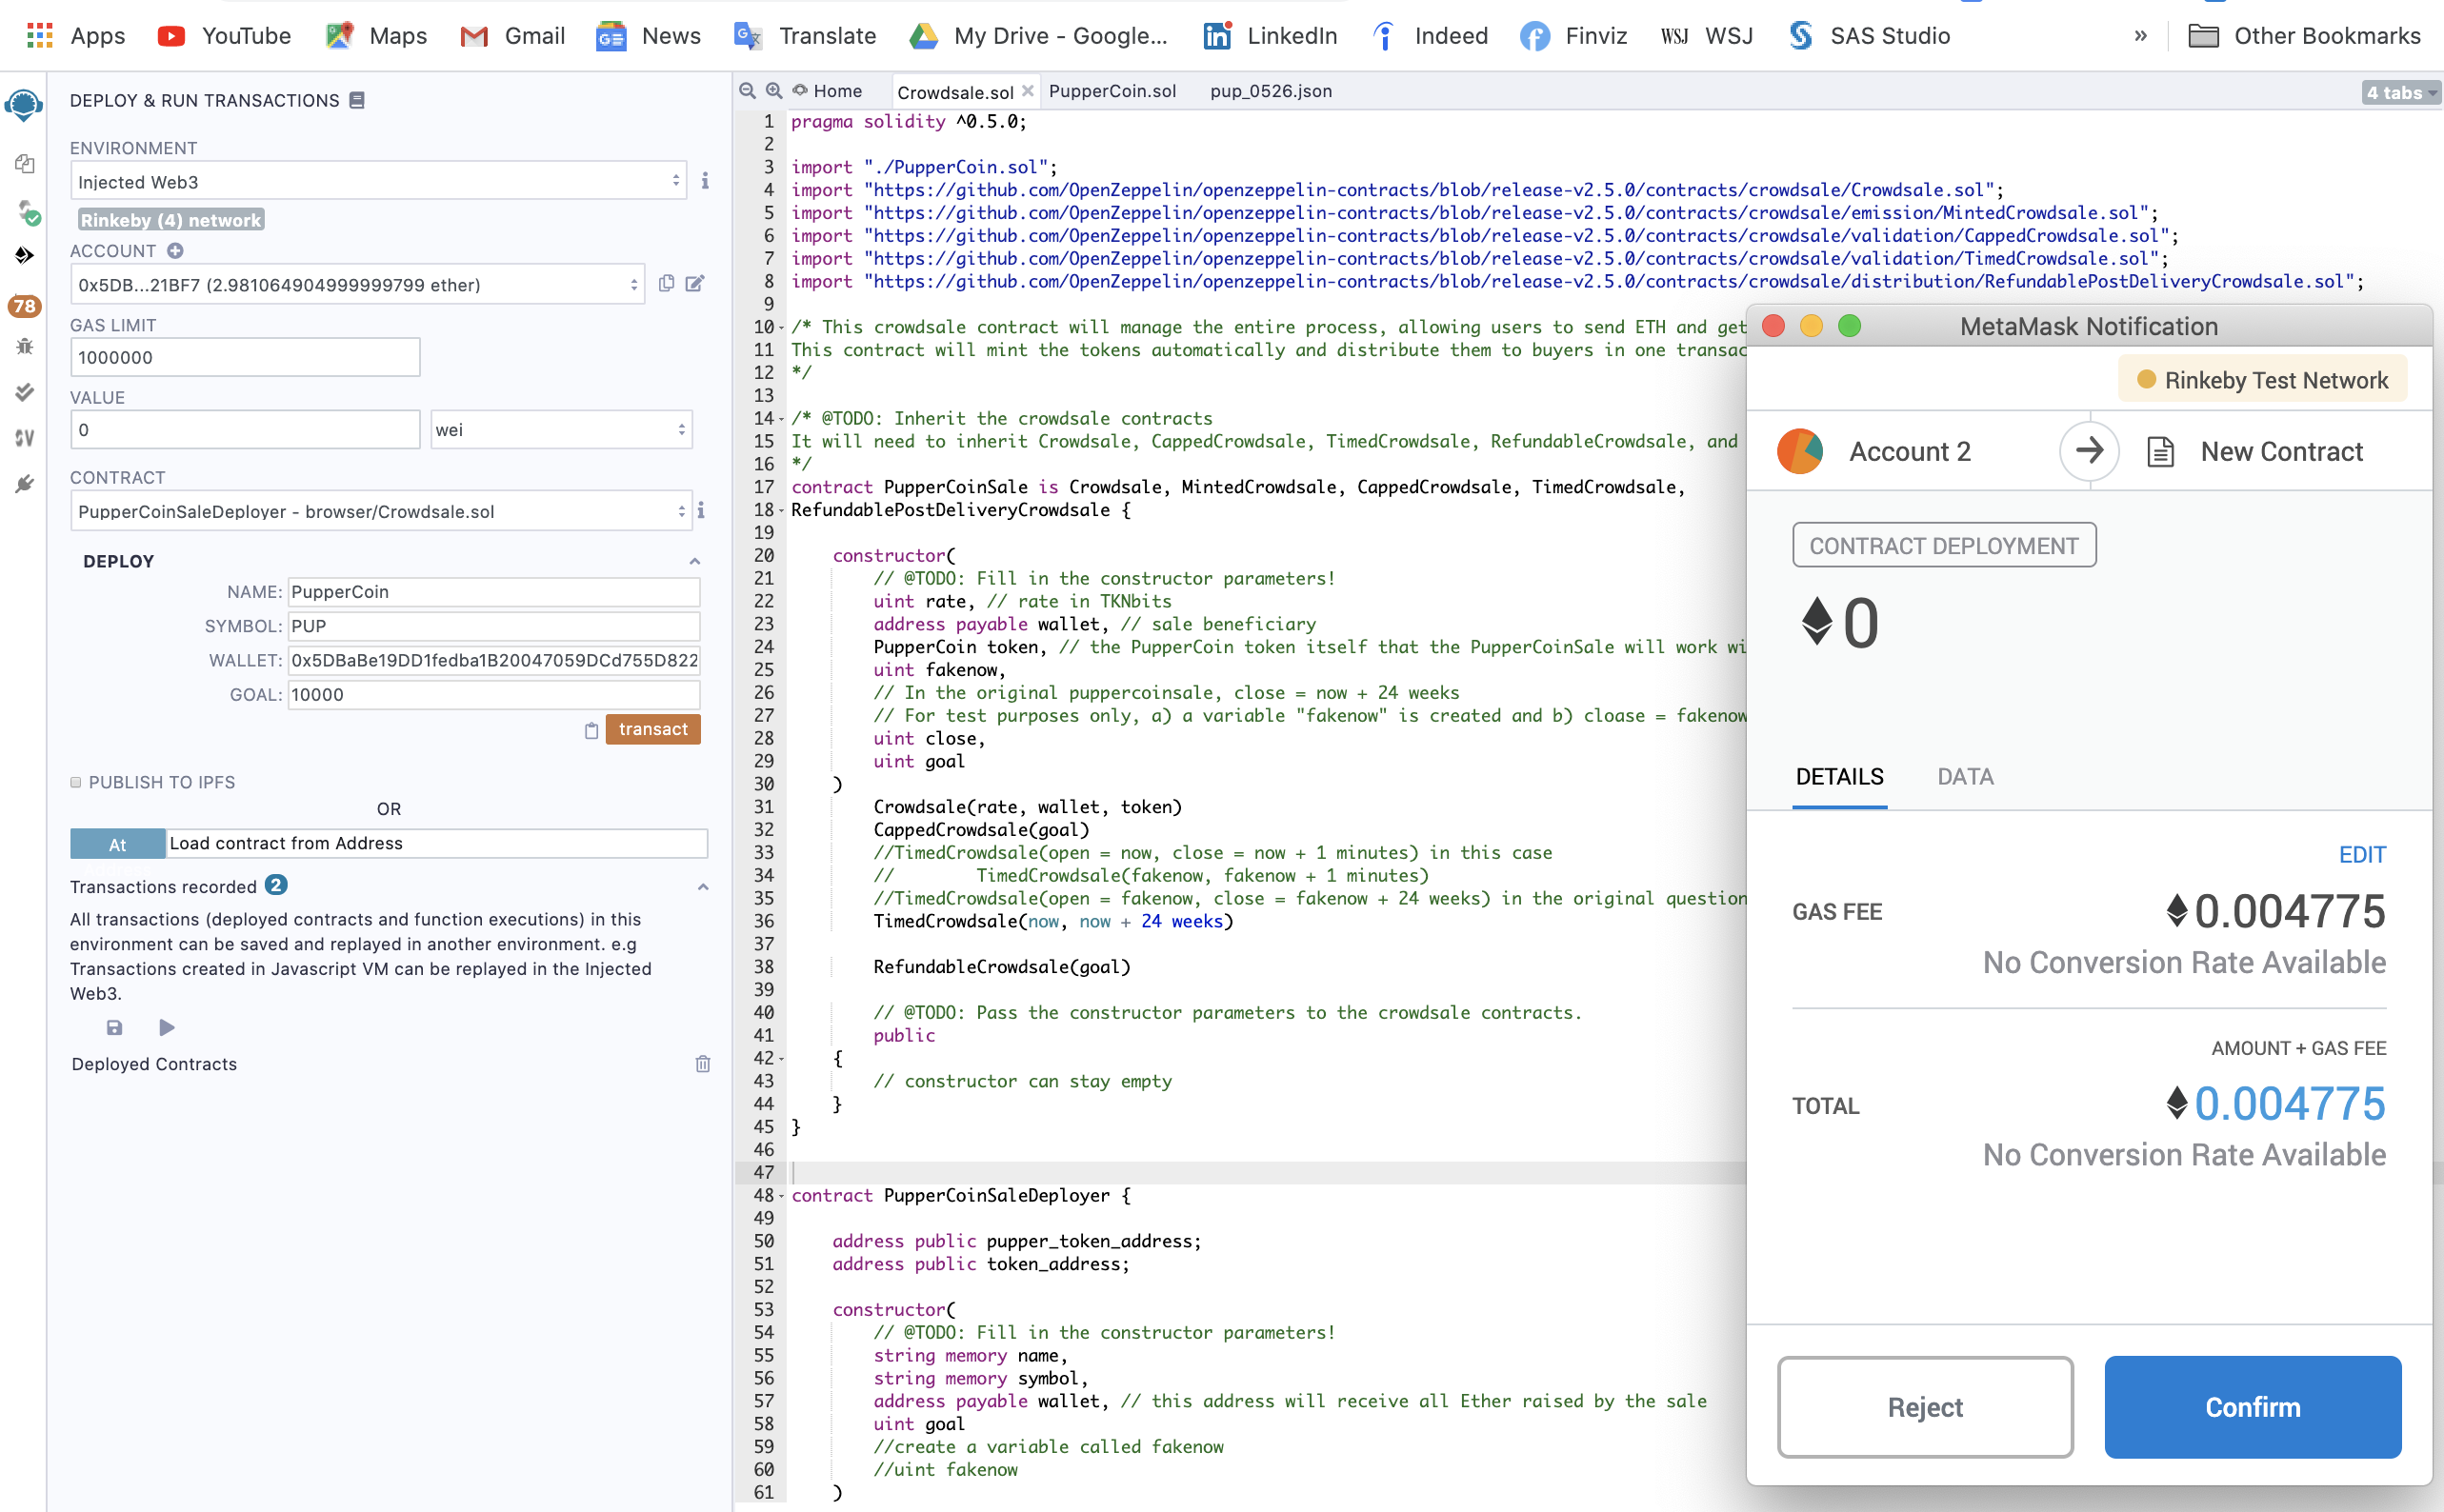 Apps YouTube Maps Gmail News Translate My Drive - Google... LinkedIn Indeed Finviz WSJ WSJ SAS Studio » Other Bookmarks
DEPLOY & RUN TRANSACTIONS
ENVIRONMENT
Injected Web3
Rinkeby (4) network
ACCOUNT
0x5DB...21BF7 (2.981064904999999799 ether)
78
GAS LIMIT
1000000
VALUE
0
wei
CONTRACT
PupperCoinSaleDeployer - browser/Crowdsale.sol
DEPLOY
NAME: PupperCoin
SYMBOL: PUP
WALLET: 0x5DBaBe19DD1fedba1B20047059DCd755D822
GOAL: 10000
transact
PUBLISH TO IPFS
OR
At
Load contract from Address
Transactions recorded 2
All transactions (deployed contracts and function executions) in this
environment can be saved and replayed in another environment. e.g
Transactions created in Javascript VM can be replayed in the Injected
Web3.
Deployed Contracts
Home Crowdsale.sol PupperCoin.sol pup_0526.json 4 tabs
1 pragma solidity ^0.5.0;
2
3 import "./PupperCoin.sol";
4 import "https://github.com/OpenZeppelin/openzeppelin-contracts/blob/release-v2.5.0/contracts/crowdsale/Crowdsale.sol";
5 import "https://github.com/OpenZeppelin/openzeppelin-contracts/blob/release-v2.5.0/contracts/crowdsale/emission/MintedCrowdsale.sol";
6 import "https://github.com/OpenZeppelin/openzeppelin-contracts/blob/release-v2.5.0/contracts/crowdsale/validation/CappedCrowdsale.sol";
7 import "https://github.com/OpenZeppelin/openzeppelin-contracts/blob/release-v2.5.0/contracts/crowdsale/validation/TimedCrowdsale.sol";
8 import "https://github.com/OpenZeppelin/openzeppelin-contracts/blob/release-v2.5.0/contracts/crowdsale/distribution/RefundablePostDeliveryCrowdsale.sol";
9
10 /* This crowdsale contract will manage the entire process, allowing users to send ETH and get
11 This contract will mint the tokens automatically and distribute them to buyers in one transac
12 */
13
14 /* @TODO: Inherit the crowdsale contracts
15 It will need to inherit Crowdsale, CappedCrowdsale, TimedCrowdsale, RefundableCrowdsale, and
16 */
17 contract PupperCoinSale is Crowdsale, MintedCrowdsale, CappedCrowdsale, TimedCrowdsale,
18 RefundablePostDeliveryCrowdsale {
19
20 constructor(
21 // @TODO: Fill in the constructor parameters!
22 uint rate, // rate in TKNbits
23 address payable wallet, // sale beneficiary
24 PupperCoin token, // the PupperCoin token itself that the PupperCoinSale will work wi
25 uint fakenow,
26 // In the original puppercoinsale, close = now + 24 weeks
27 // For test purposes only, a) a variable "fakenow" is created and b) cloase = fakenow
28 uint close,
29 uint goal
30 )
31 Crowdsale(rate, wallet, token)
32 CappedCrowdsale(goal)
33 //TimedCrowdsale(open = now, close = now + 1 minutes) in this case
34 // TimedCrowdsale(fakenow, fakenow + 1 minutes)
35 //TimedCrowdsale(open = fakenow, close = fakenow + 24 weeks) in the original question
36 TimedCrowdsale(now, now + 24 weeks)
37
38 RefundableCrowdsale(goal)
39
40 // @TODO: Pass the constructor parameters to the crowdsale contracts.
41 public
42 {
43 // constructor can stay empty
44 }
45 }
46
47
48 contract PupperCoinSaleDeployer {
49
50 address public pupper_token_address;
51 address public token_address;
52
53 constructor(
54 // @TODO: Fill in the constructor parameters!
55 string memory name,
56 string memory symbol,
57 address payable wallet, // this address will receive all Ether raised by the sale
58 uint goal
59 //create a variable called fakenow
60 //uint fakenow
61 )
MetaMask Notification
Rinkeby Test Network
Account 2
New Contract
CONTRACT DEPLOYMENT
0
DETAILS DATA
EDIT
GAS FEE 0.004775
No Conversion Rate Available
AMOUNT + GAS FEE
TOTAL 0.004775
No Conversion Rate Available
Reject Confirm